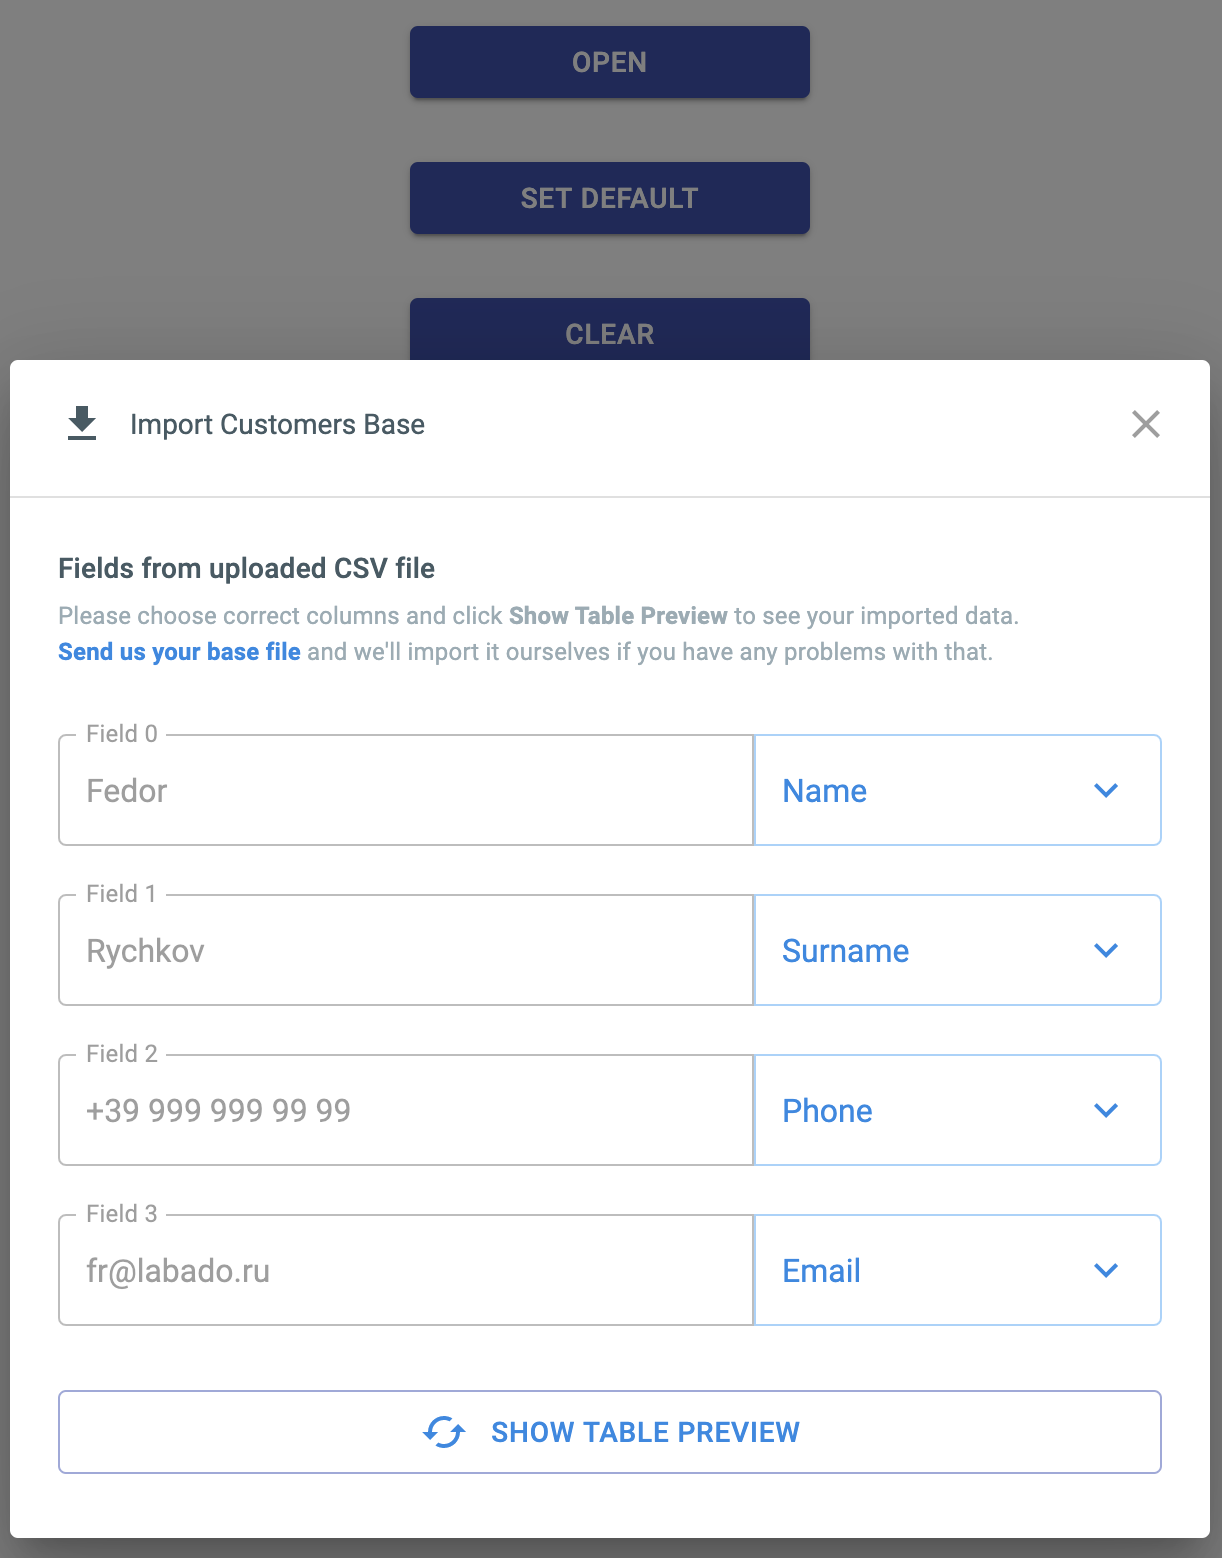 OPEN
SET DEFAULT
CLEAR
Import Customers Base
Fields from uploaded CSV file
Please choose correct columns and click Show Table Preview to see your imported data.
Send us your base file and we'll import it ourselves if you have any problems with that.
Field 0
Fedor
Name
Field 1
Rychkov
Surname
Field 2
+39 999 999 99 99
Phone
Field 3
fr@labado.ru
Email
SHOW TABLE PREVIEW